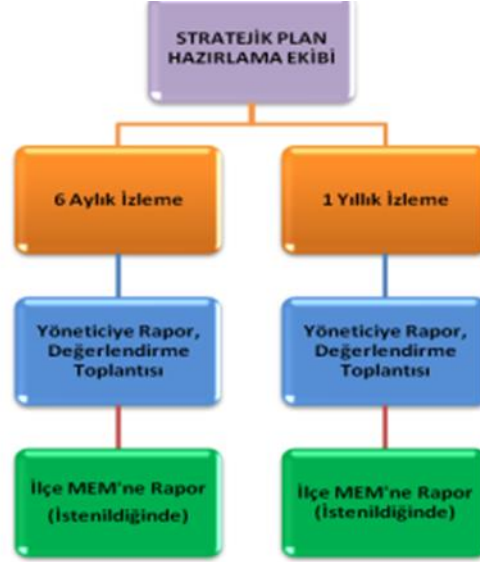 STRATEJİK PLAN
HAZIRLAMA EKİBİ
6 Aylık İzleme
1 Yıllık İzleme
Yöneticiye Rapor,
Değerlendirme
Toplantısı
Yöneticiye Rapor,
Değerlendirme
Toplantısı
İlçe MEM'ne Rapor
(İstenildiğinde)
İlçe MEM'ne Rapor
(İstenildiğinde)